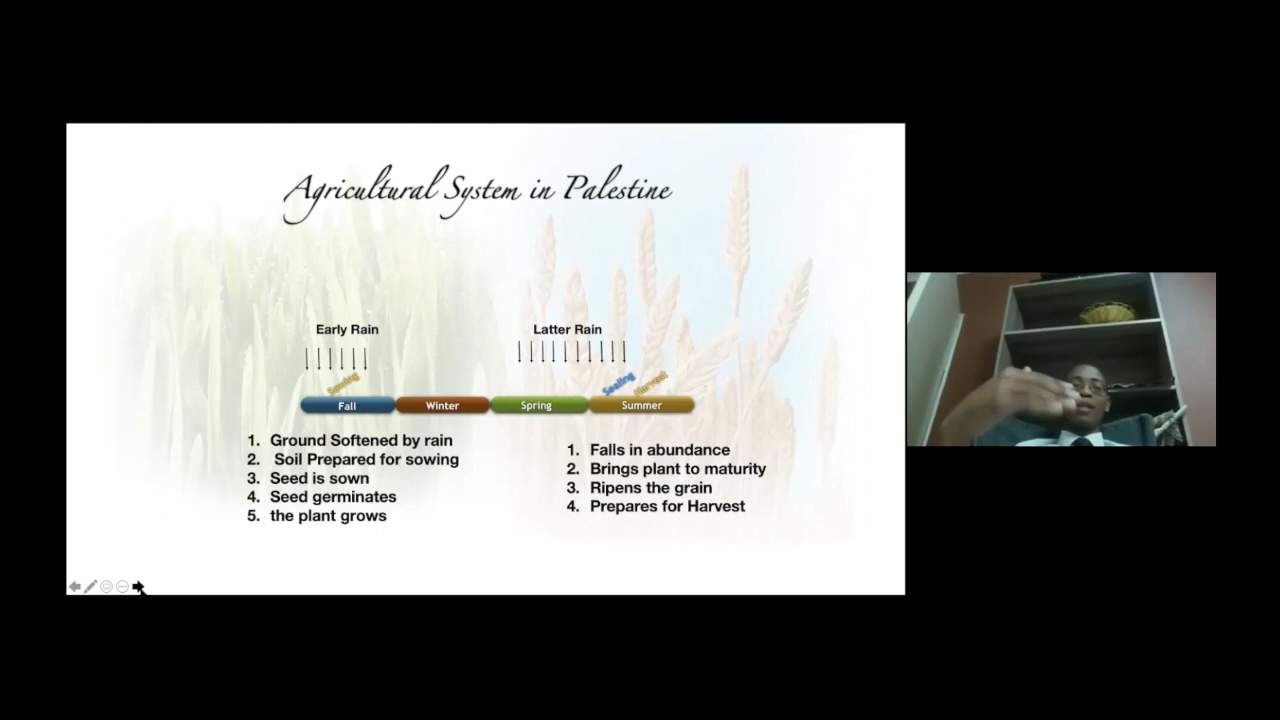 Agricultural System in Palestine
Early Rain
Latter Rain
Sowing
Sealing
Harvest
Fall
Winter
Spring
Summer
1. Ground Softened by rain
2. Soil Prepared for sowing
3. Seed is sown
4. Seed germinates
5. the plant grows
1. Falls in abundance
2. Brings plant to maturity
3. Ripens the grain
4. Prepares for Harvest